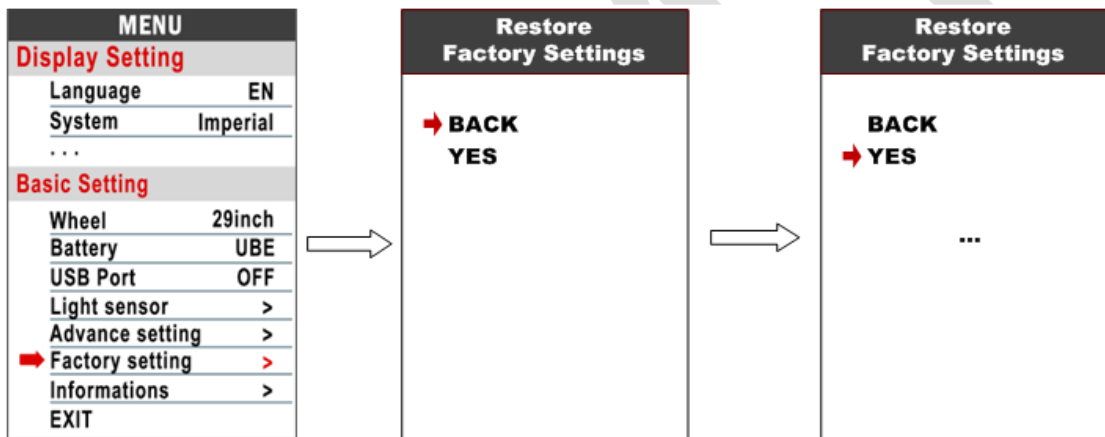 MENU
Display Setting
Language EN
System Imperial
. . .
Basic Setting
Wheel 29inch
Battery UBE
USB Port OFF
Light sensor >
Advance setting >
Factory setting >
Informations >
EXIT
Restore
Factory Settings
BACK
YES
Restore
Factory Settings
BACK
YES
...